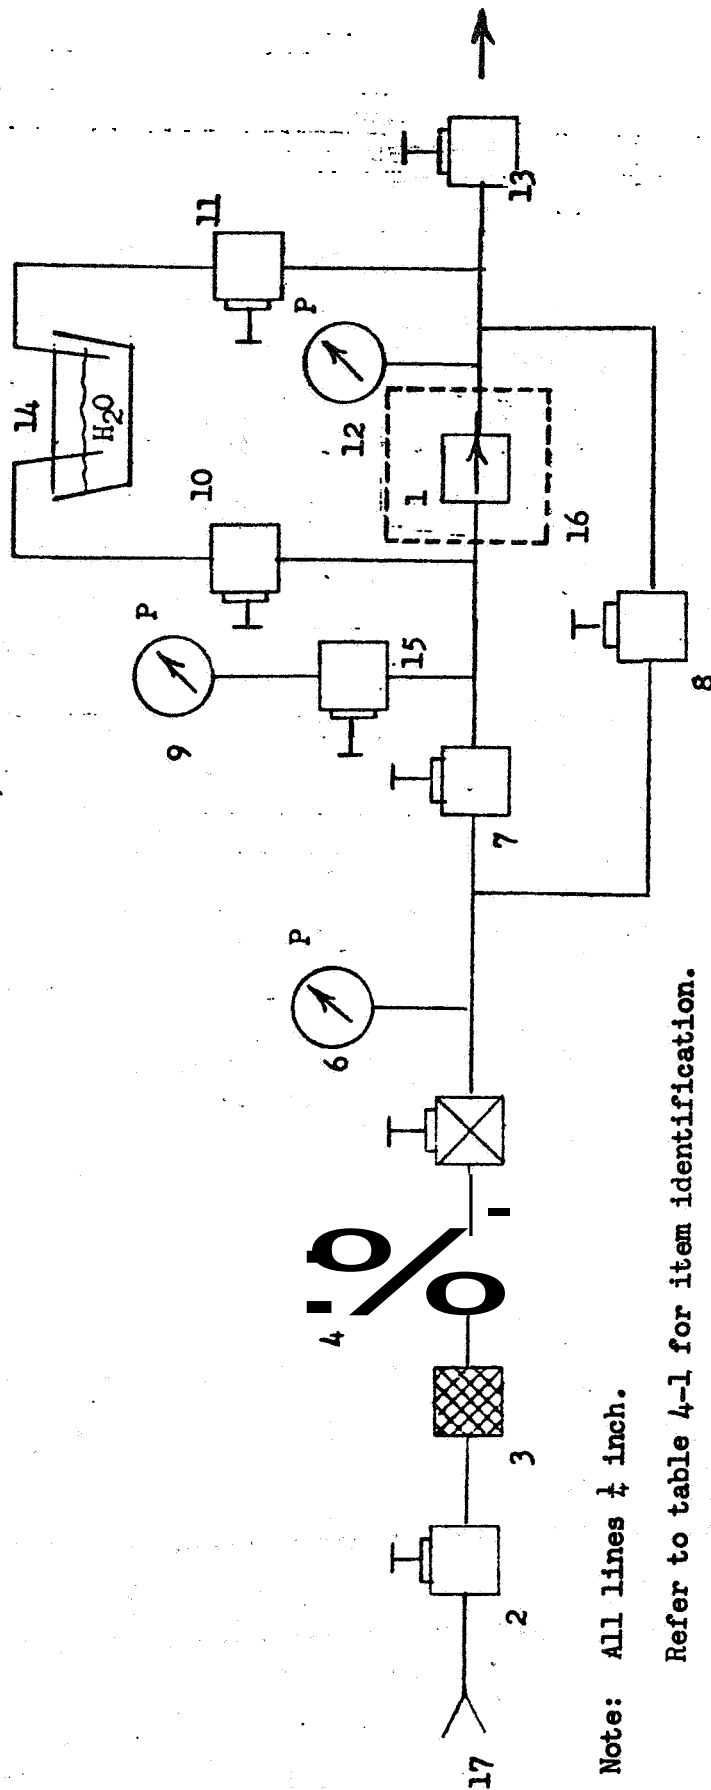 14
H₂O
P
9
10
11
P
P
4
6
12
15
1
17
2
3
7
13
16
8
Note: All lines ¼ inch.
Refer to table 4-1 for item identification.